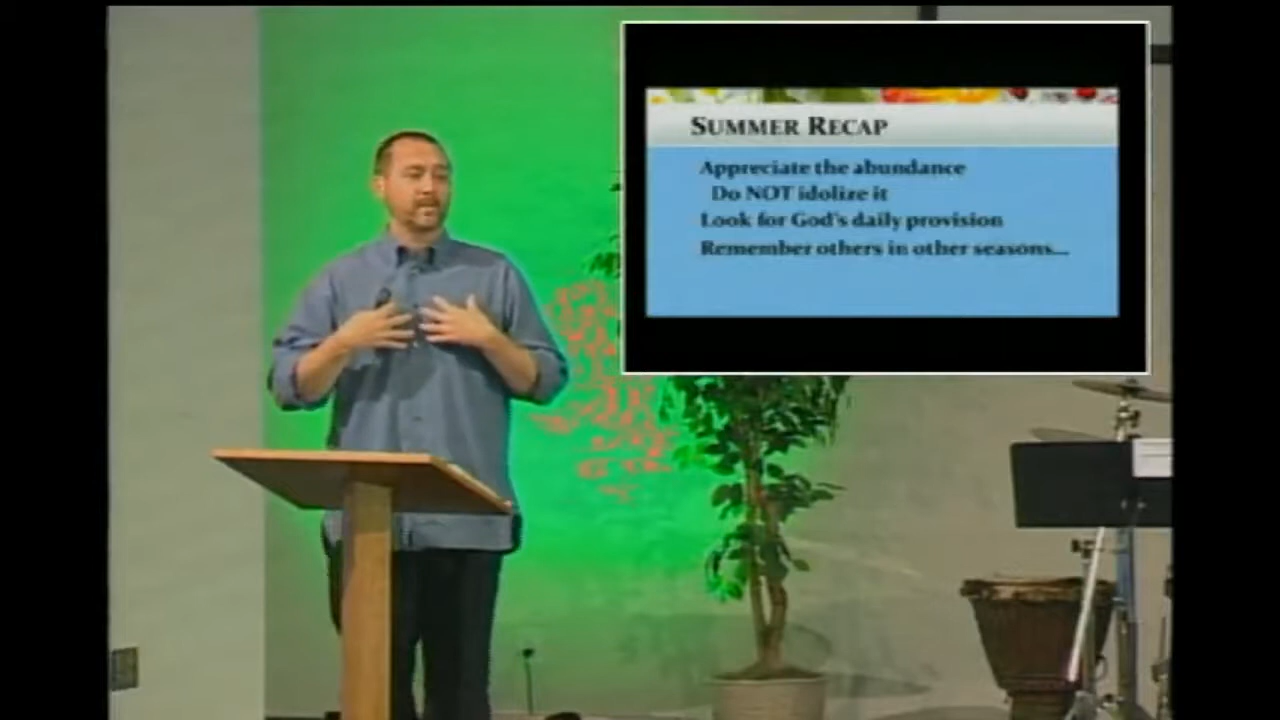 SUMMER RECAP
Appreciate the abundance
Do NOT idolize it
Look for God's daily provision
Remember others in other seasons...